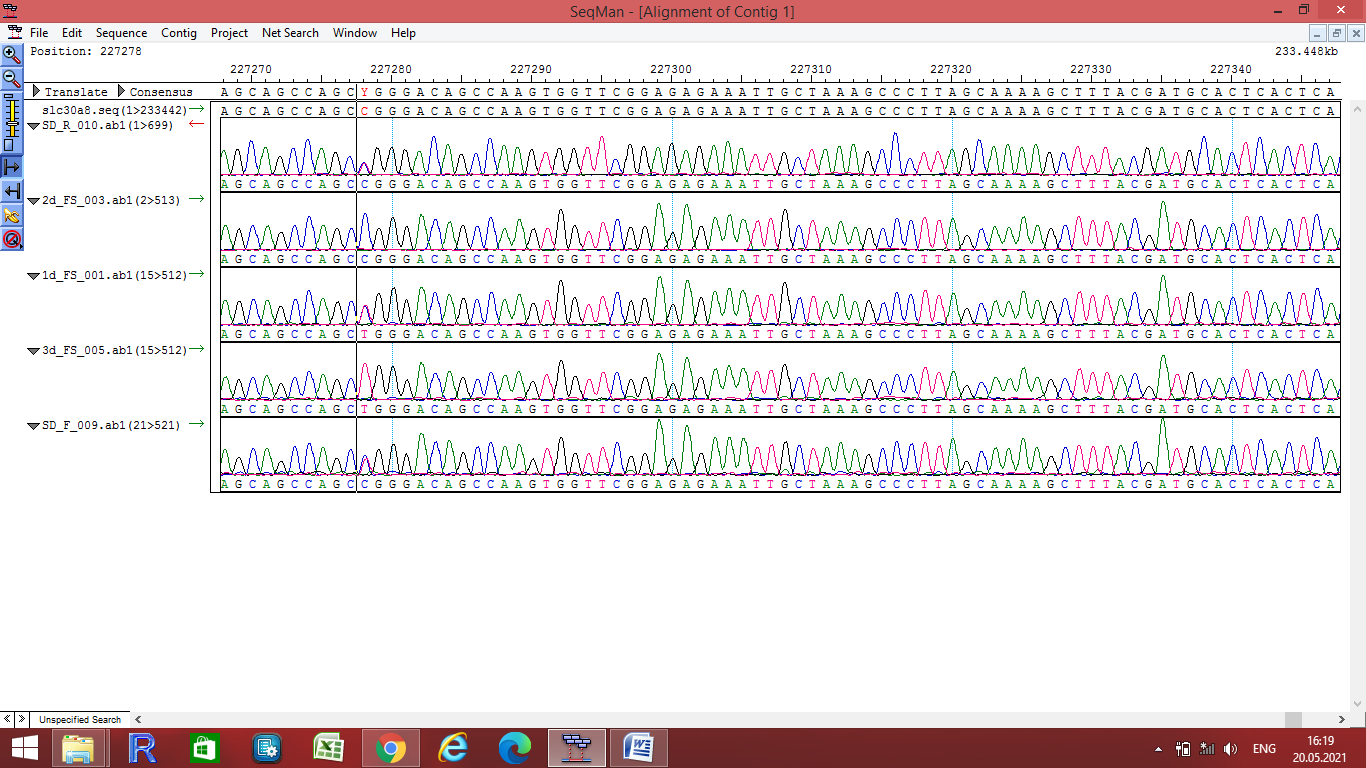 SeqMan - [Alignment of Contig 1]
File Edit Sequence Contig Project Net Search Window Help
Position: 227278 233.448kb
227270 227280 227290 227300 227310 227320 227330 227340
Translate Consensus AGCAGCCAGCYGGGACAGCCAAGTGGTTCGGAGAGAAATTGCTAAAGCCCTTAGCAAAAGCTTTACGATGCACTCACTCA
slc30a8.seq(1>233442) AGCAGCCAGCCGGGACAGCCAAGTGGTTCGGAGAGAAATTGCTAAAGCCCTTAGCAAAAGCTTTACGATGCACTCACTCA
SD_R_010.ab1(1>699)
AGCAGCCAGCCGGGACAGCCAAGTGGTTCGGAGAGAAATTGCTAAAGCCCTTAGCAAAAGCTTTACGATGCACTCACTCA
2d_FS_003.ab1(2>513)
AGCAGCCAGCCGGGACAGCCAAGTGGTTCGGAGAGAAATTGCTAAAGCCCTTAGCAAAAGCTTTACGATGCACTCACTCA
1d_FS_001.ab1(15>512)
AGCAGCCAGCTGGGACAGCCAAGTGGTTCGGAGAGAAATTGCTAAAGCCCTTAGCAAAAGCTTTACGATGCACTCACTCA
3d_FS_005.ab1(15>512)
AGCAGCCAGCTGGGACAGCCAAGTGGTTCGGAGAGAAATTGCTAAAGCCCTTAGCAAAAGCTTTACGATGCACTCACTCA
SD_F_009.ab1(21>521)
AGCAGCCAGCCGGGACAGCCAAGTGGTTCGGAGAGAAATTGCTAAAGCCCTTAGCAAAAGCTTTACGATGCACTCACTCA
Unspecified Search
ENG
16:19
20.05.2021